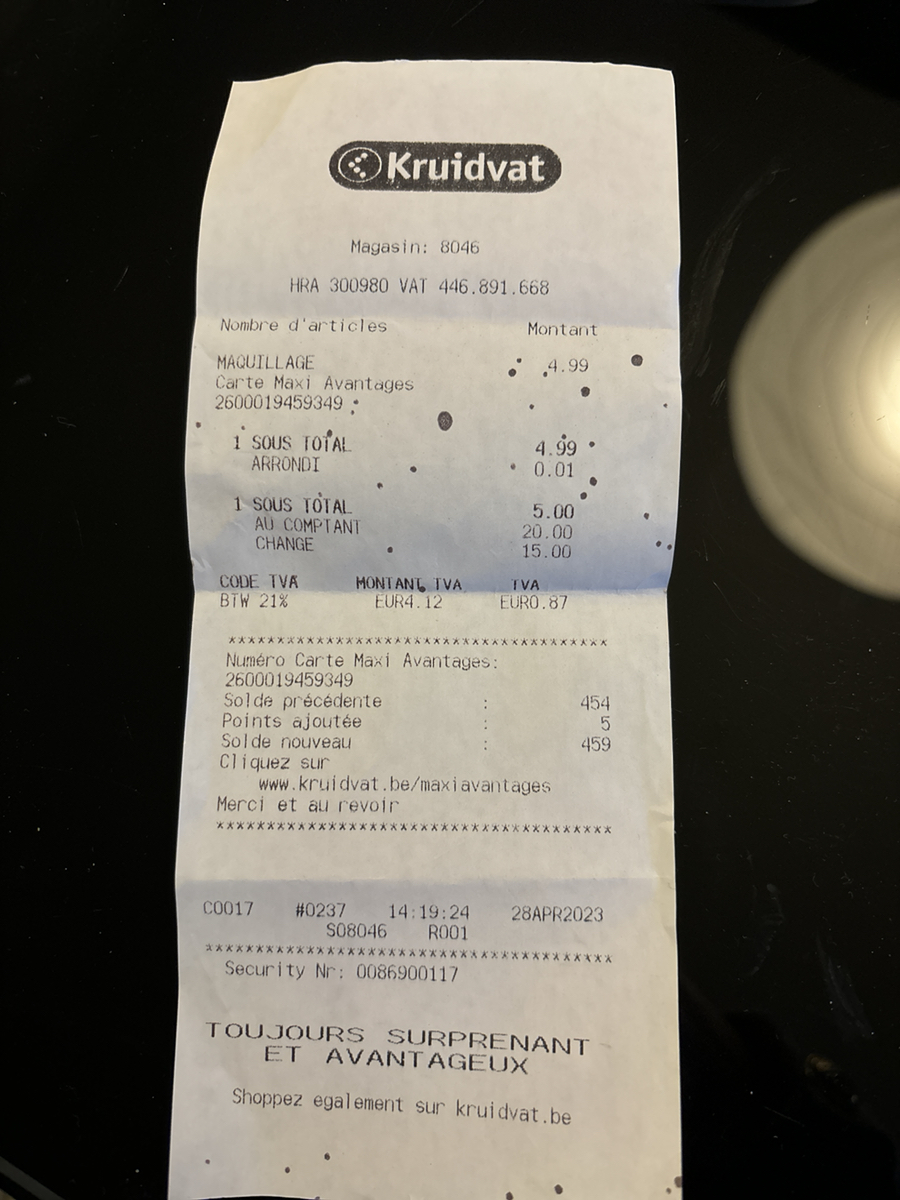 Kruidvat
Magasin: 8046
HRA 300980 VAT 446.891.668
Nombre d'articles Montant
MAQUILLAGE 4.99
Carte Maxi Avantages
2600019459349
1 SOUS TOTAL 4.99
ARRONDI 0.01
1 SOUS TOTAL 5.00
AU COMPTANT 20.00
CHANGE 15.00
CODE TVA MONTANT TVA TVA
BTW 21% EUR4.12 EUR0.87
***************************************
Numéro Carte Maxi Avantages:
2600019459349
Solde précédente : 454
Points ajoutée : 5
Solde nouveau : 459
Cliquez sur
www.kruidvat.be/maxiavantages
Merci et au revoir
***************************************
C0017 #0237 14:19:24 28APR2023
S08046 R001
***************************************
Security Nr: 0086900117
TOUJOURS SURPRENANT
ET AVANTAGEUX
Shoppez egalement sur kruidvat.be